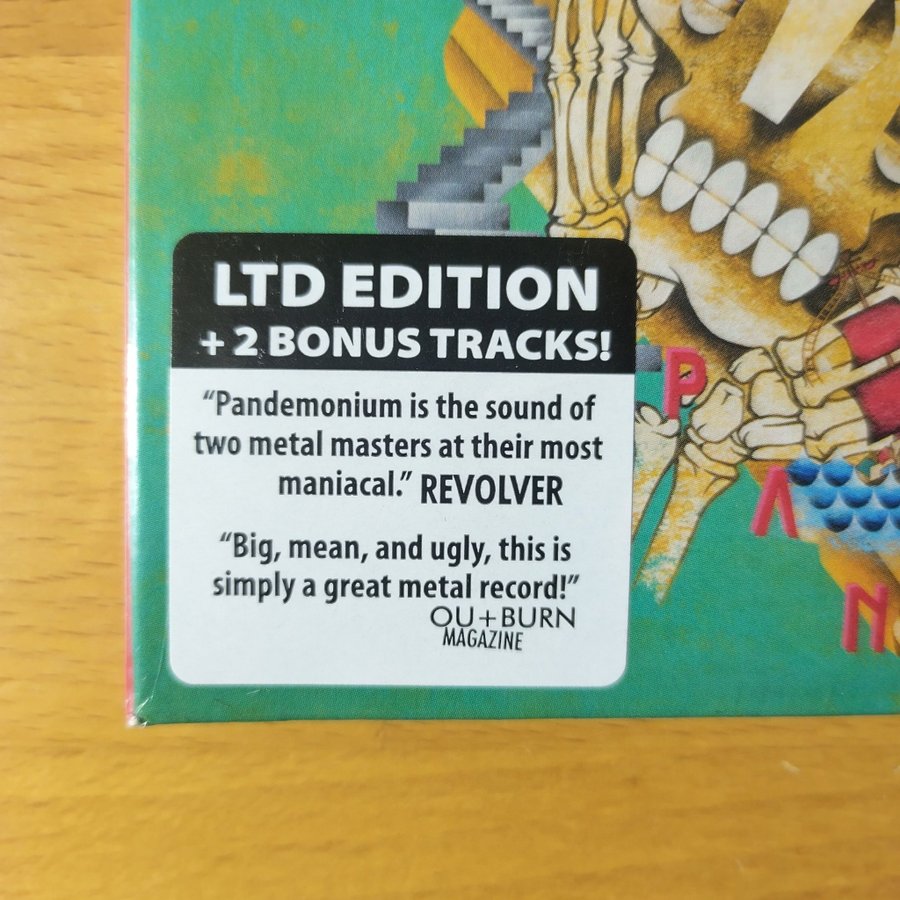 LTD EDITION
+ 2 BONUS TRACKS!
“Pandemonium is the sound of
two metal masters at their most
maniacal.” REVOLVER
“Big, mean, and ugly, this is
simply a great metal record!”
OU+BURN
MAGAZINE
P
A
N